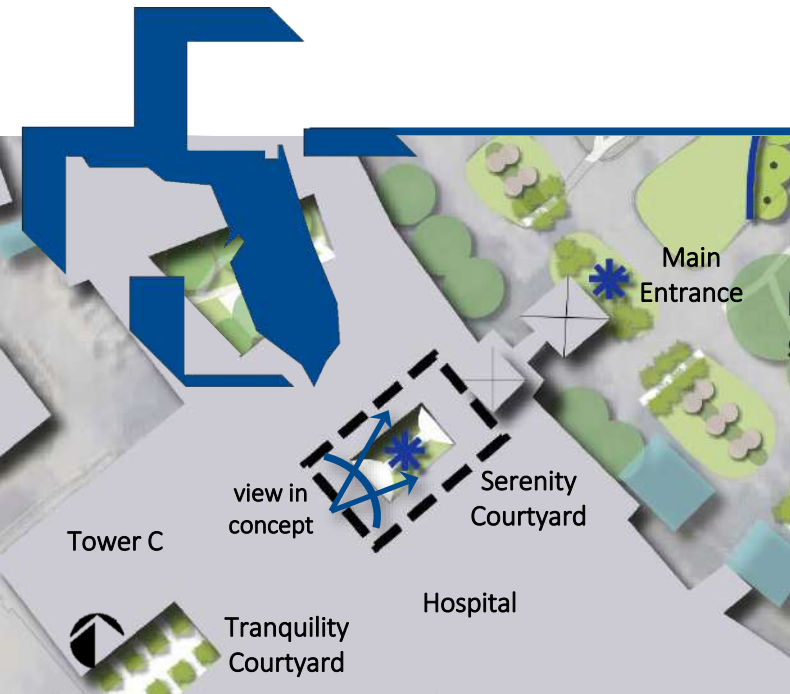 Main
Entrance
Serenity
Courtyard
view in
concept
Tower C
Hospital
Tranquility
Courtyard